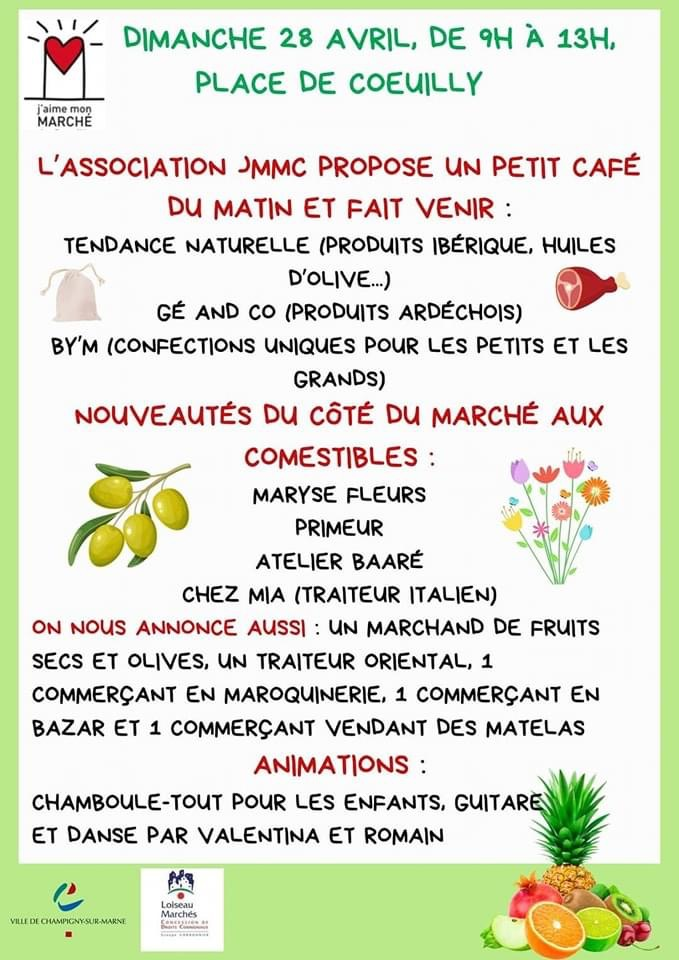 j'aime mon
MARCHÉ
DIMANCHE 28 AVRIL, DE 9H À 13H,
PLACE DE COEUILLY
L'ASSOCIATION JMMC PROPOSE UN PETIT CAFÉ
DU MATIN ET FAIT VENIR :
TENDANCE NATURELLE (PRODUITS IBÉRIQUE, HUILES
D'OLIVE...)
GÉ AND CO (PRODUITS ARDÉCHOIS)
BY'M (CONFECTIONS UNIQUES POUR LES PETITS ET LES
GRANDS)
NOUVEAUTÉS DU CÔTÉ DU MARCHÉ AUX
COMESTIBLES :
MARYSE FLEURS
PRIMEUR
ATELIER BAARÉ
CHEZ MIA (TRAITEUR ITALIEN)
ON NOUS ANNONCE AUSSI : UN MARCHAND DE FRUITS
SECS ET OLIVES, UN TRAITEUR ORIENTAL, 1
COMMERÇANT EN MAROQUINERIE, 1 COMMERÇANT EN
BAZAR ET 1 COMMERÇANT VENDANT DES MATELAS
ANIMATIONS :
CHAMBOULE-TOUT POUR LES ENFANTS, GUITARE
ET DANSE PAR VALENTINA ET ROMAIN
VILLE DE CHAMPIGNY-SUR-MARNE
Loiseau
Marchés
CONCESSION DE
DROITS COMMUNAUX